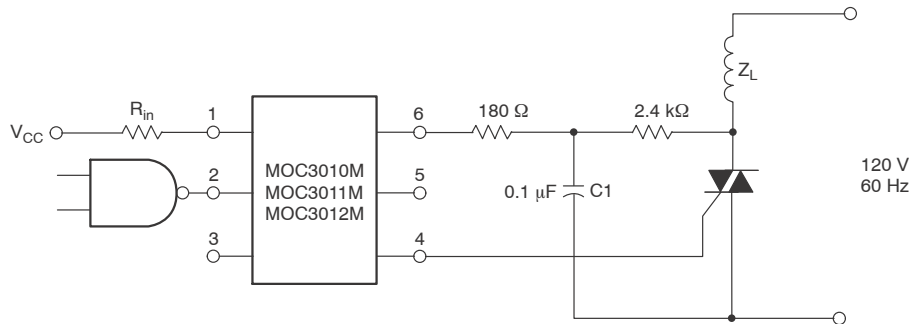 Z_L
R_in
1
6
180 Ω
2.4 kΩ
V_CC
MOC3010M
MOC3011M
MOC3012M
2
5
0.1 μF
C1
120 V
60 Hz
3
4